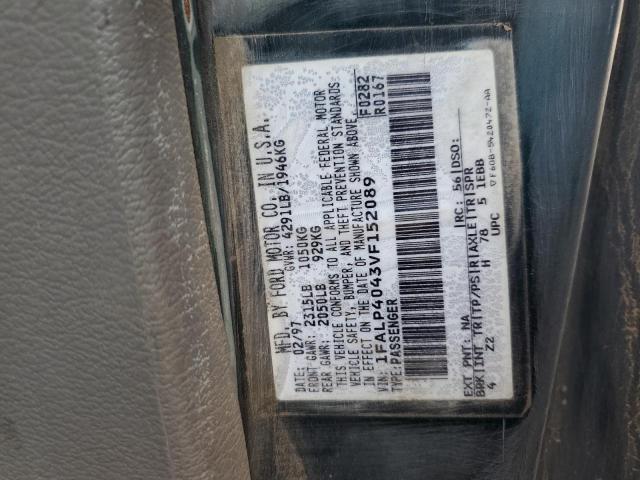 MFD. BY FORD MOTOR CO. IN U.S.A.
DATE: 02/97 GVWR: 4291LB/1946KG
FRONT GAWR: 2315LB 1050KG
REAR GAWR: 2050LB 929KG
THIS VEHICLE CONFORMS TO ALL APPLICABLE FEDERAL MOTOR
VEHICLE SAFETY, BUMPER, AND THEFT PREVENTION STANDARDS
IN EFFECT ON THE DATE OF MANUFACTURE SHOWN ABOVE.
VIN: 1FALP4043VF152089
TYPE: PASSENGER
F0282
R0167
EXT PNT: NA IRC: 56 DSO:
BRK INT TR TP/PS R AXLE TR SPR
4 Z2 H 78 5 1EBB
UPC